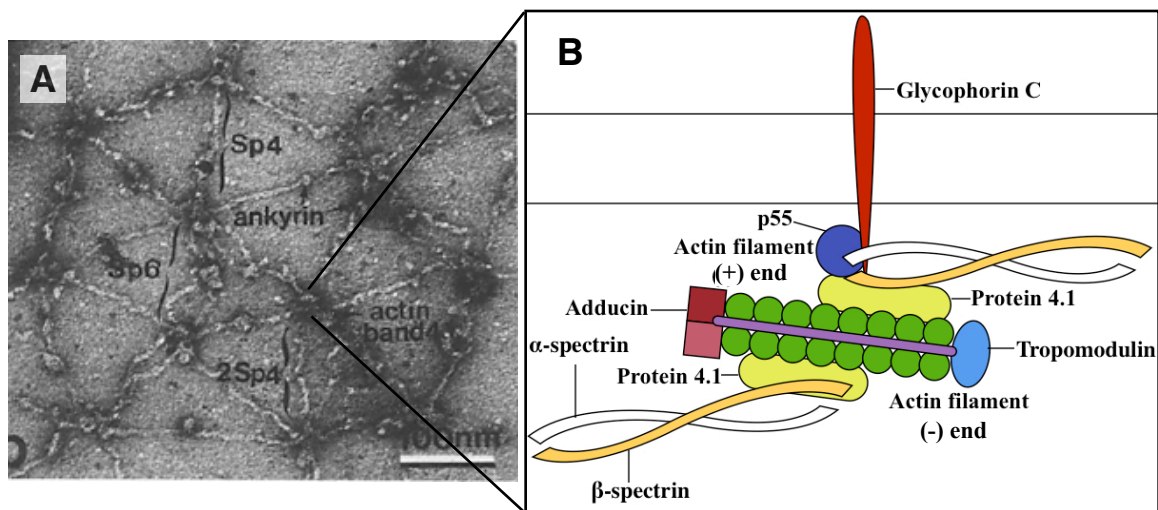 A
Sp4
ankyrin
Sp6
actin
band4
2Sp4
100nm
B
Glycophorin C
p55
Actin filament
(+) end
Adducin
Protein 4.1
α-spectrin
Tropomodulin
Protein 4.1
Actin filament
(-) end
β-spectrin